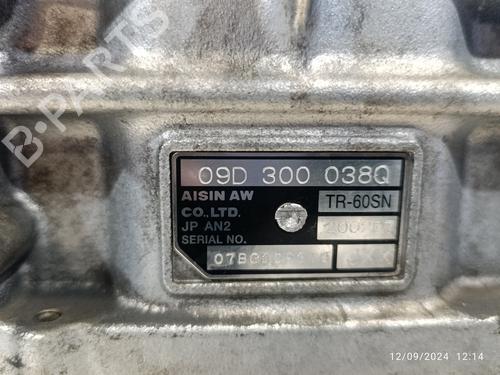 B-PARTS
09D 300 038Q
AISIN AW
CO.,LTD.
TR-60SN
JP AN2
SERIAL NO.
12/09/2024 12:14